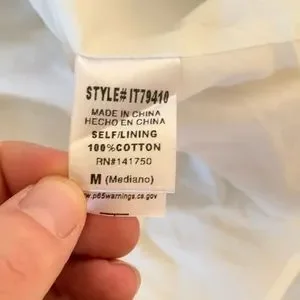 STYLE# IT79410
MADE IN CHINA
HECHO EN CHINA
SELF/LINING
100%COTTON
RN#141750
M (Mediano)
www.p65warnings.ca.gov